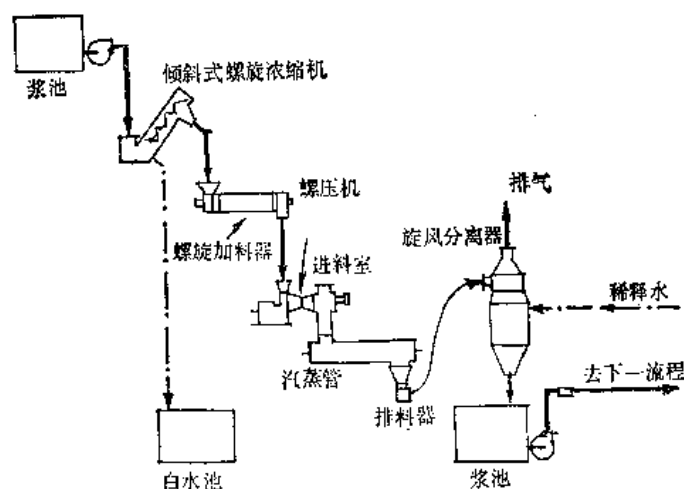 浆池
倾斜式螺旋浓缩机
螺压机
螺旋加料器
进料室
排气
旋风分离器
稀释水
汽蒸管
排料器
去下一流程
白水池
浆池